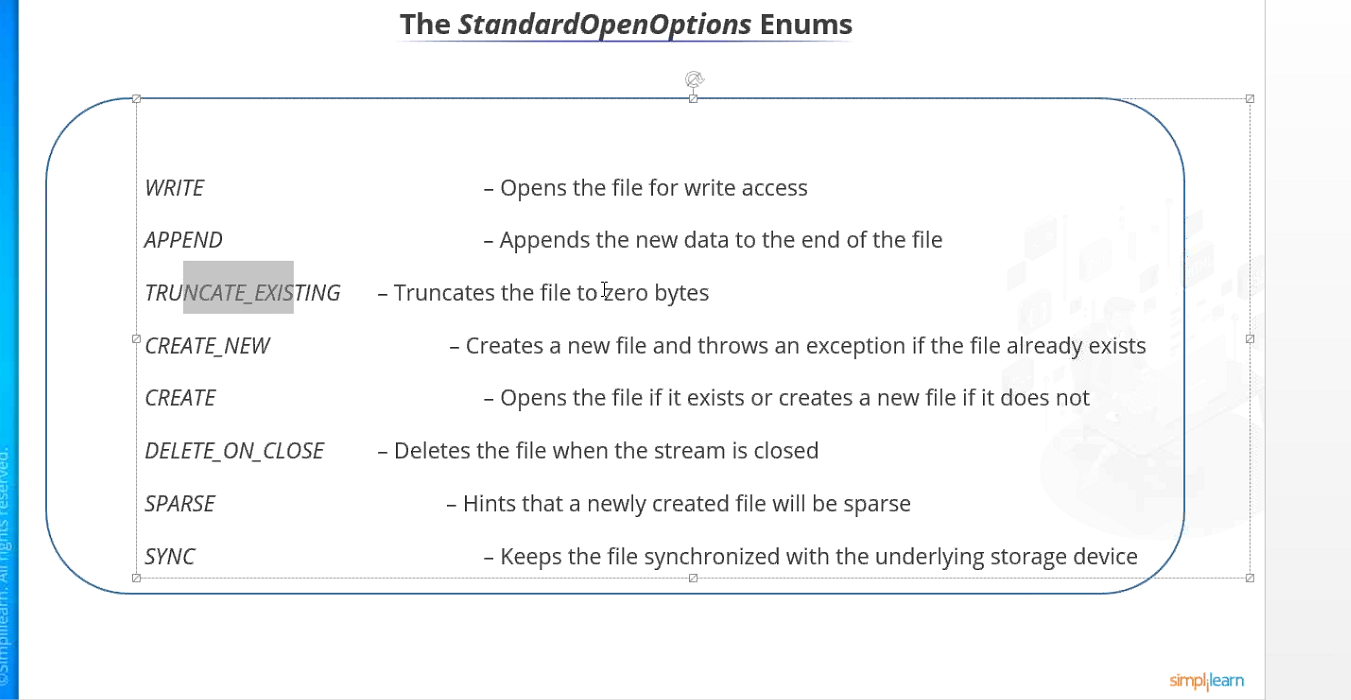 The StandardOpenOptions Enums
WRITE – Opens the file for write access
APPEND – Appends the new data to the end of the file
TRUNCATE_EXISTING – Truncates the file to zero bytes
CREATE_NEW – Creates a new file and throws an exception if the file already exists
CREATE – Opens the file if it exists or creates a new file if it does not
DELETE_ON_CLOSE – Deletes the file when the stream is closed
SPARSE – Hints that a newly created file will be sparse
SYNC – Keeps the file synchronized with the underlying storage device
©Simplilearn. All rights reserved.
simplilearn